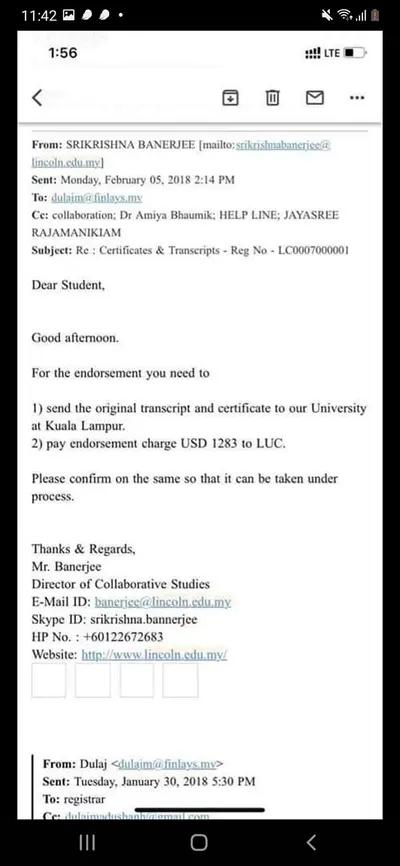 11:42
1:56
LTE
From: SRIKRISHNA BANERJEE [mailto:srikrishnabanerjee@
lincoln.edu.my]
Sent: Monday, February 05, 2018 2:14 PM
To: dulajm@finlays.mv
Cc: collaboration; Dr Amiya Bhaumik; HELP LINE; JAYASREE
RAJAMANIKIAM
Subject: Re : Certificates & Transcripts - Reg No - LC0007000001
Dear Student,
Good afternoon.
For the endorsement you need to
1) send the original transcript and certificate to our University
at Kuala Lampur.
2) pay endorsement charge USD 1283 to LUC.
Please confirm on the same so that it can be taken under
process.
Thanks & Regards,
Mr. Banerjee
Director of Collaborative Studies
E-Mail ID: banerjee@lincoln.edu.my
Skype ID: srikrishna.bannerjee
HP No. : +60122672683
Website: http://www.lincoln.edu.my/
From: Dulaj <dulajm@finlays.mv>
Sent: Tuesday, January 30, 2018 5:30 PM
To: registrar
Cc: